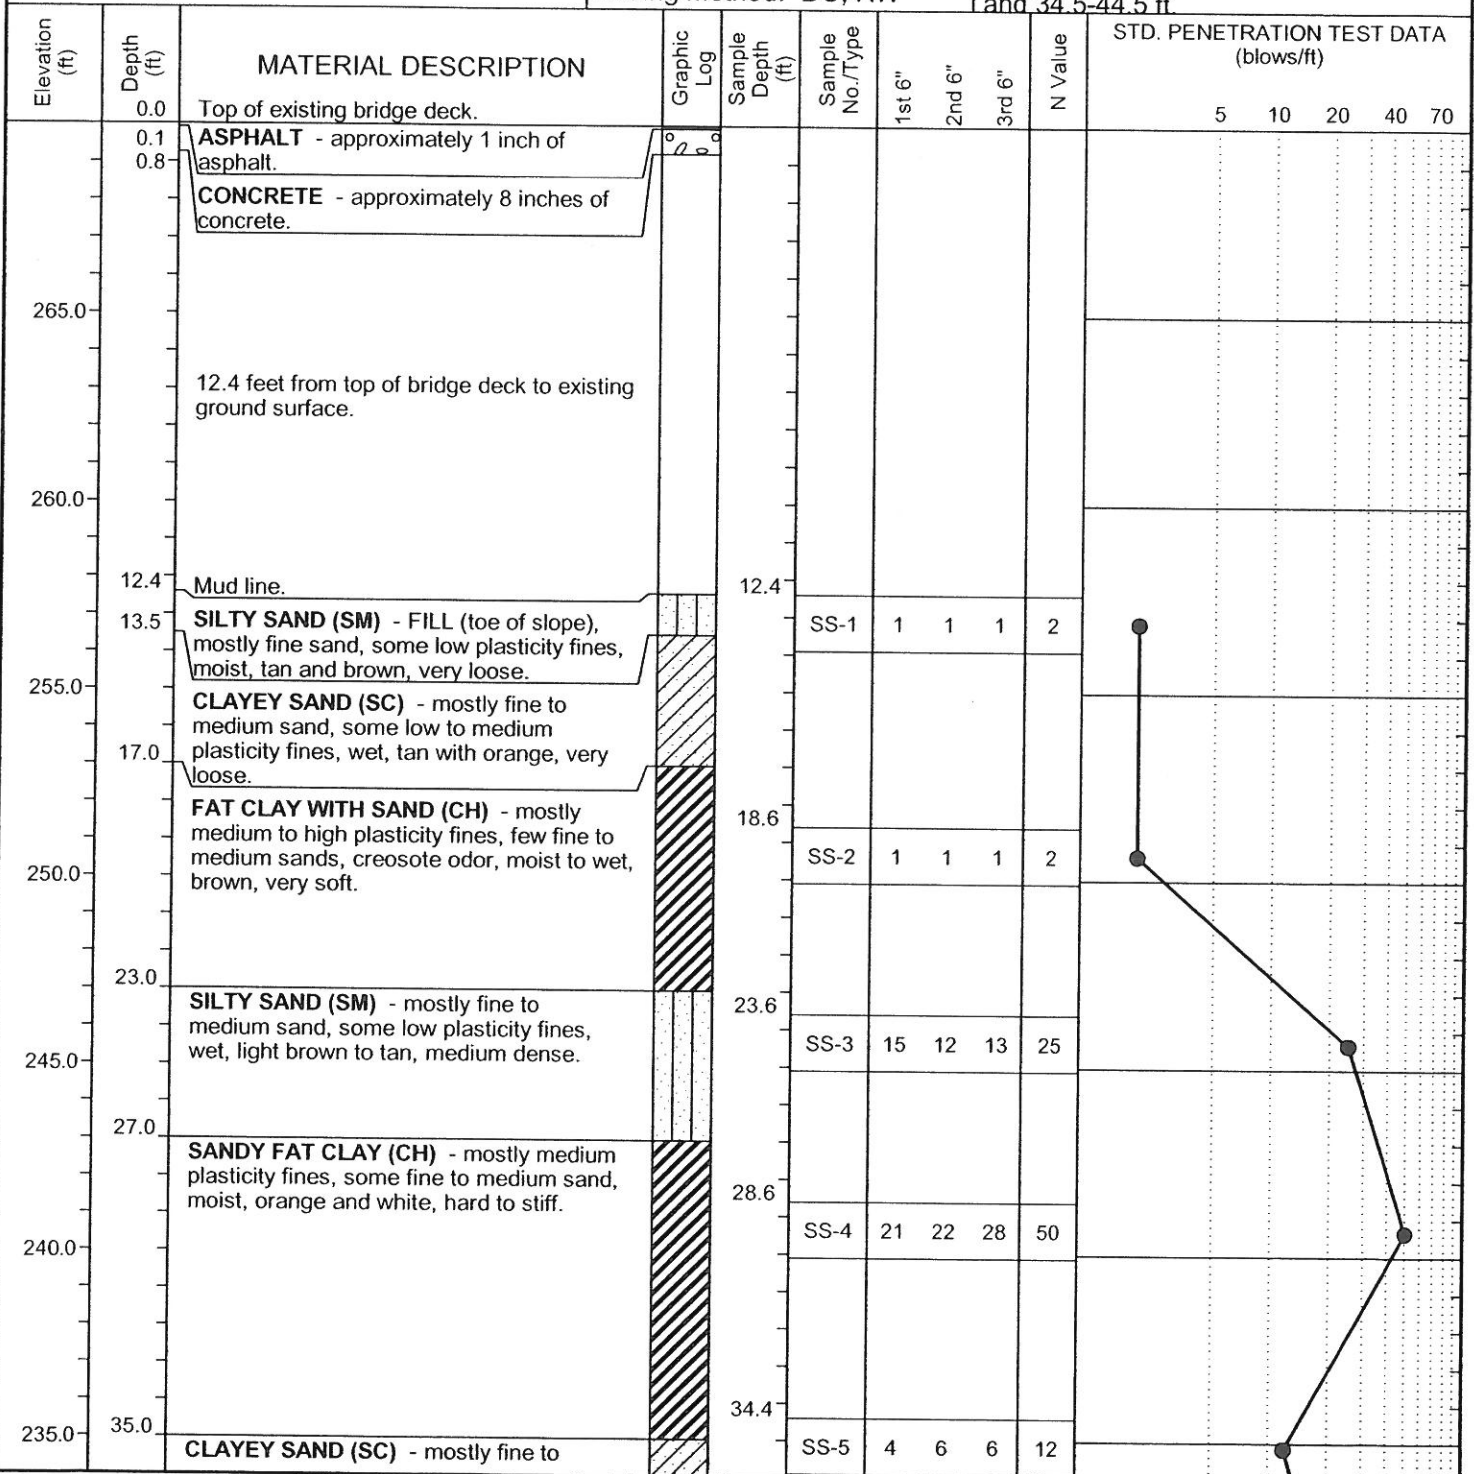 and 34.5-44.5 ft.
Elevation (ft)
Depth (ft)
MATERIAL DESCRIPTION
Graphic Log
Sample Depth (ft)
Sample No./Type
1st 6"
2nd 6"
3rd 6"
N Value
STD. PENETRATION TEST DATA
(blows/ft)
5 10 20 40 70
0.0 Top of existing bridge deck.
0.1 ASPHALT - approximately 1 inch of
0.8 asphalt.
CONCRETE - approximately 8 inches of
concrete.
265.0
12.4 feet from top of bridge deck to existing
ground surface.
260.0
12.4 Mud line. 12.4
13.5 SILTY SAND (SM) - FILL (toe of slope), SS-1 1 1 1 2
mostly fine sand, some low plasticity fines,
moist, tan and brown, very loose.
255.0
CLAYEY SAND (SC) - mostly fine to
medium sand, some low to medium
17.0 plasticity fines, wet, tan with orange, very
loose.
FAT CLAY WITH SAND (CH) - mostly 18.6
medium to high plasticity fines, few fine to
medium sands, creosote odor, moist to wet, SS-2 1 1 1 2
250.0 brown, very soft.
23.0
SILTY SAND (SM) - mostly fine to 23.6
medium sand, some low plasticity fines,
wet, light brown to tan, medium dense. SS-3 15 12 13 25
245.0
27.0
SANDY FAT CLAY (CH) - mostly medium
plasticity fines, some fine to medium sand, 28.6
moist, orange and white, hard to stiff.
SS-4 21 22 28 50
240.0
34.4
235.0 35.0
CLAYEY SAND (SC) - mostly fine to SS-5 4 6 6 12